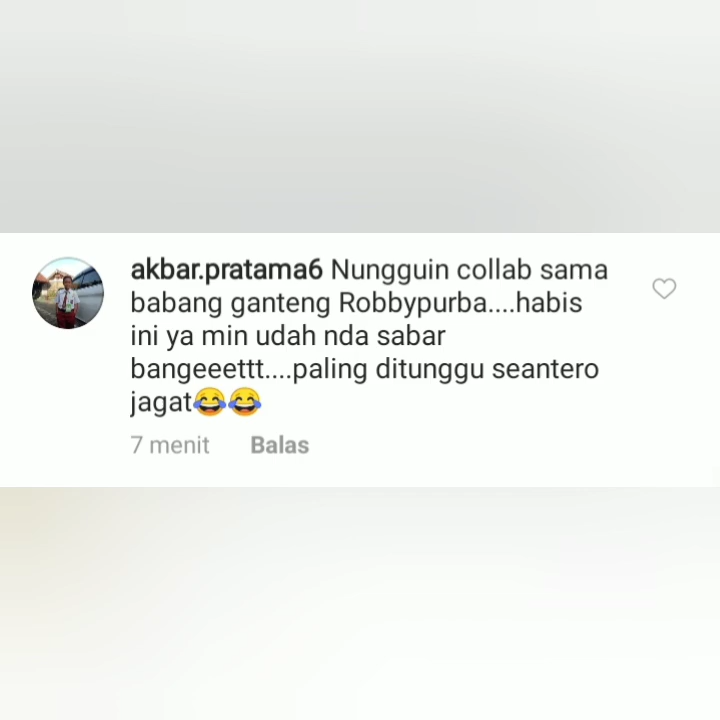 akbar.pratama6 Nungguin collab sama
babang ganteng Robbypurba....habis
ini ya min udah nda sabar
bangeeettt....paling ditunggu seantero
jagat😂😂
7 menit Balas